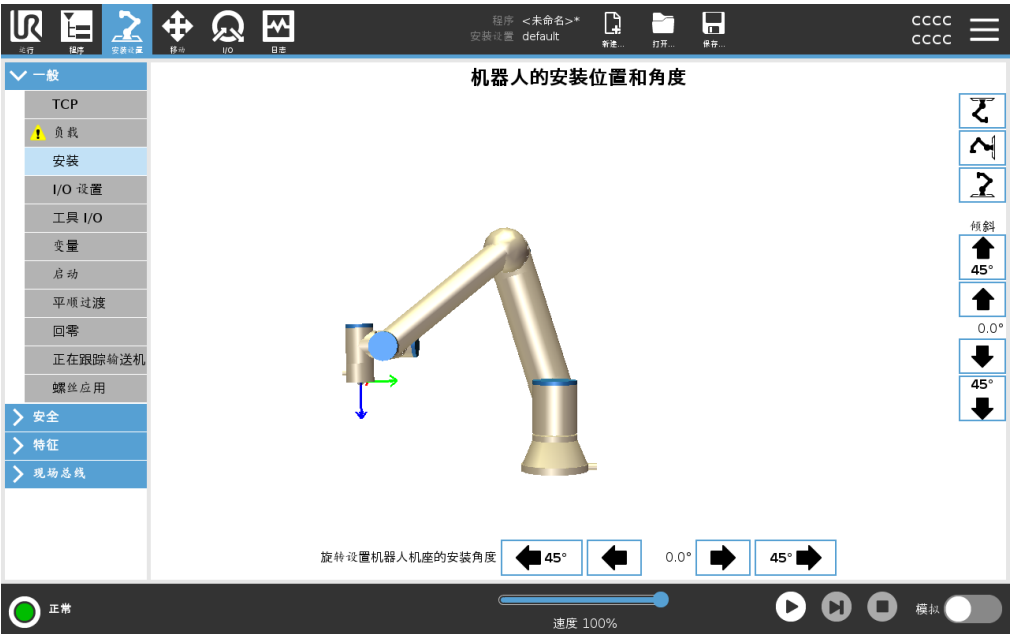 UR
运行
程序
安装设置
移动
I/O
日志
程序 <未命名>*
安装设置 default
新建...
打开...
保存...
CCCC
CCCC
一般
机器人的安装位置和角度
TCP
负载
安装
I/O 设置
工具 I/O
变量
启动
平顺过渡
回零
正在跟踪输送机
螺丝应用
安全
特征
现场总线
倾斜
45°
0.0°
45°
旋转设置机器人机座的安装角度
45°
0.0°
45°
正常
速度 100%
模拟